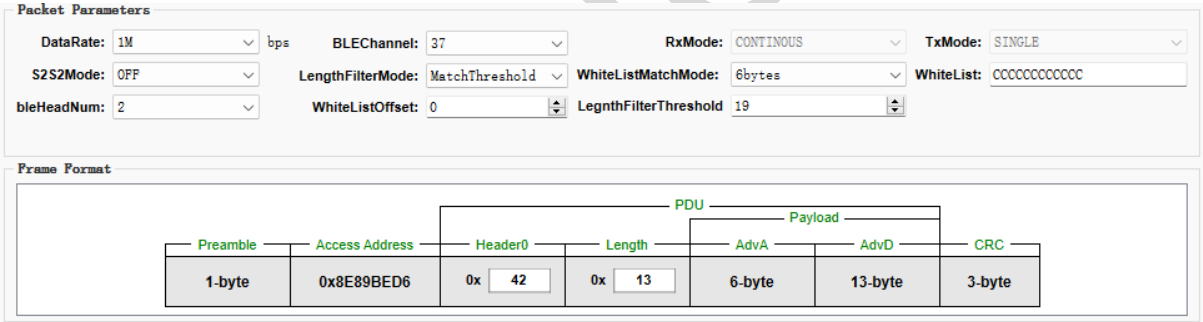 Packet Parameters
DataRate: 1M bps BLEChannel: 37 RxMode: CONTINOUS TxMode: SINGLE
S2S2Mode: OFF LengthFilterMode: MatchThreshold WhiteListMatchMode: 6bytes WhiteList: CCCCCCCCCCCC
bleHeadNum: 2 WhiteListOffset: 0 LegnthFilterThreshold 19
Frame Format
PDU
Payload
Preamble Access Address Header0 Length AdvA AdvD CRC
1-byte 0x8E89BED6 0x 42 0x 13 6-byte 13-byte 3-byte